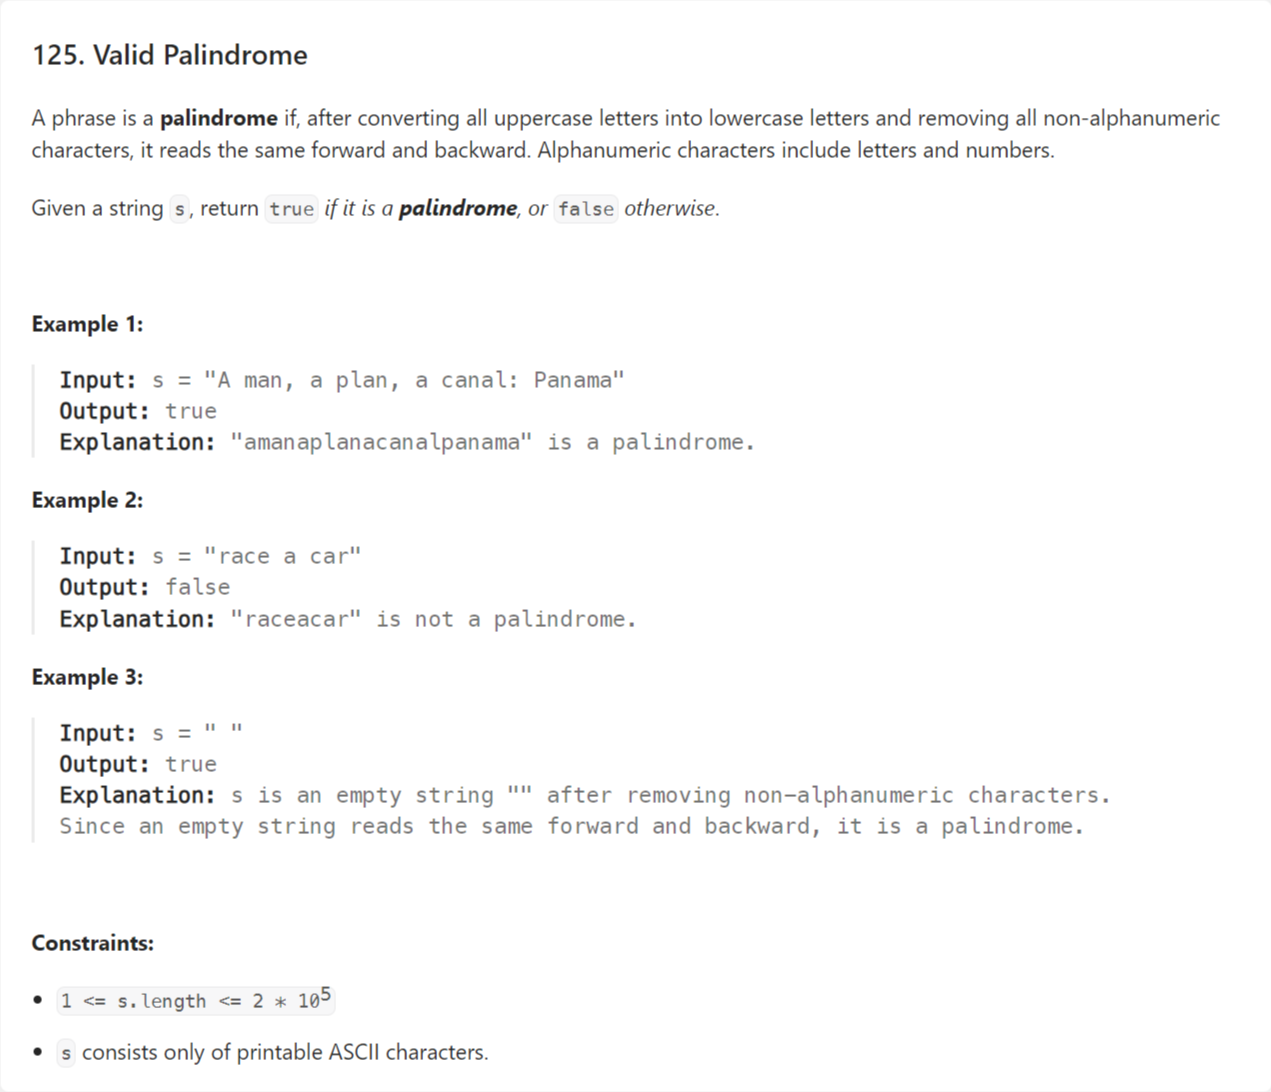 125. Valid Palindrome
A phrase is a palindrome if, after converting all uppercase letters into lowercase letters and removing all non-alphanumeric
characters, it reads the same forward and backward. Alphanumeric characters include letters and numbers.
Given a string s, return true if it is a palindrome, or false otherwise.
Example 1:
Input: s = "A man, a plan, a canal: Panama"
Output: true
Explanation: "amanaplanacanalpanama" is a palindrome.
Example 2:
Input: s = "race a car"
Output: false
Explanation: "raceacar" is not a palindrome.
Example 3:
Input: s = " "
Output: true
Explanation: s is an empty string "" after removing non-alphanumeric characters.
Since an empty string reads the same forward and backward, it is a palindrome.
Constraints:
• 1 <= s.length <= 2 * 10⁵
• s consists only of printable ASCII characters.